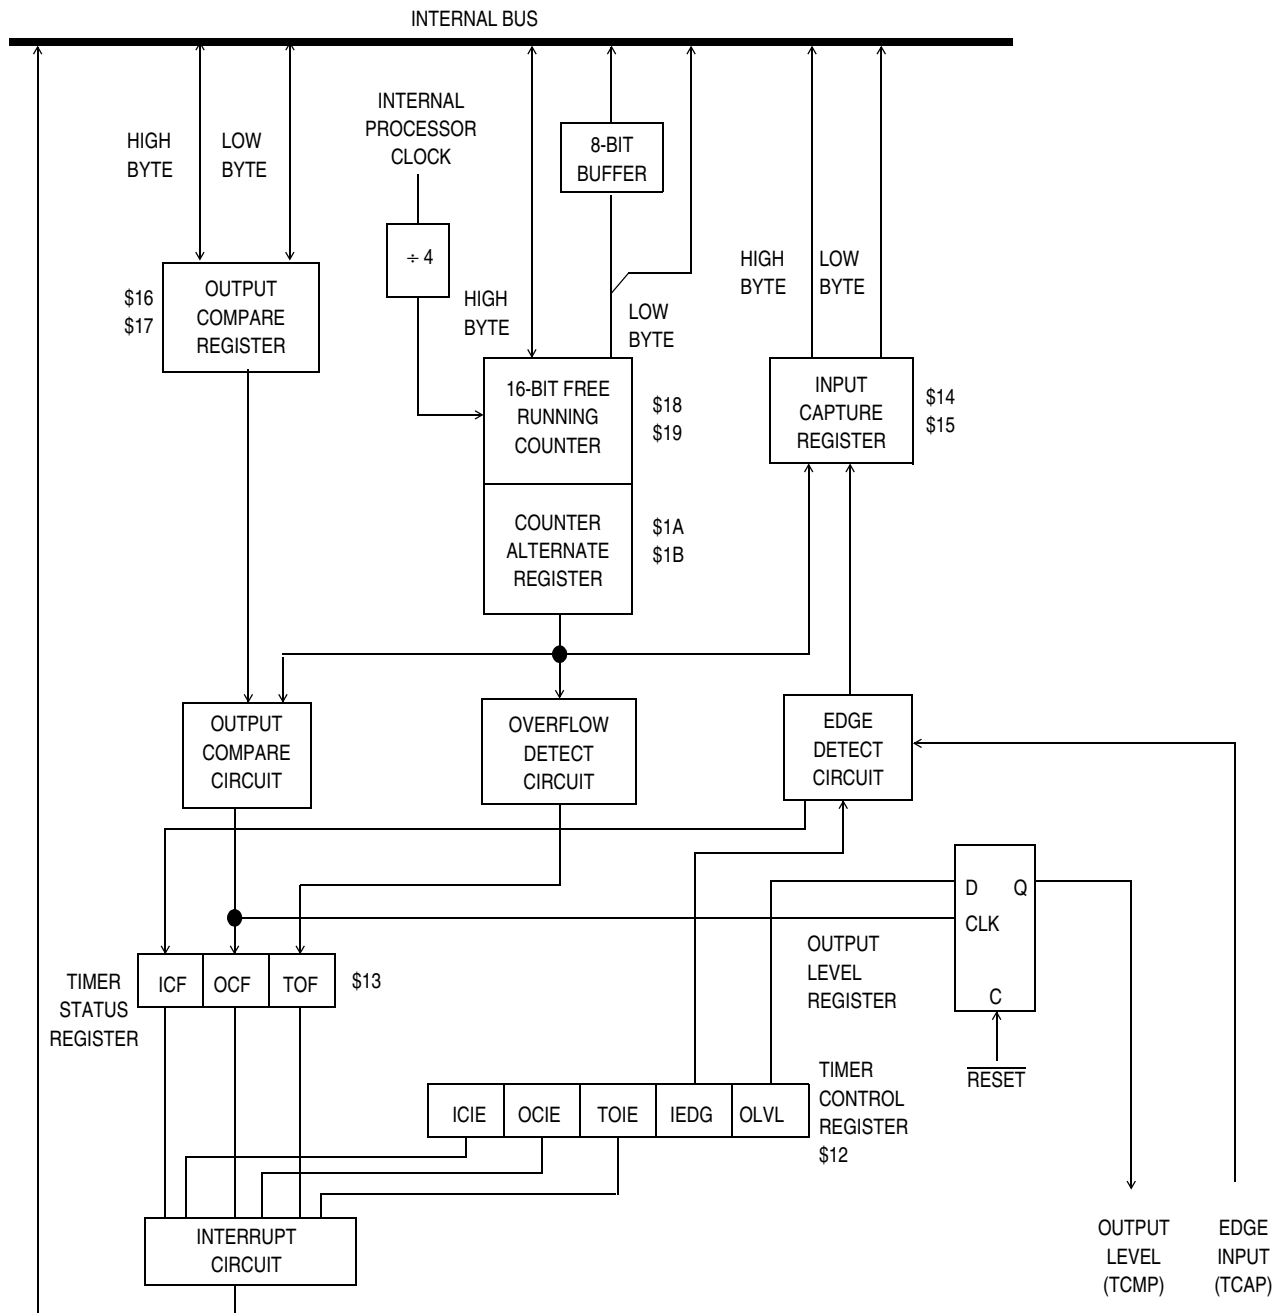 INTERNAL BUS
INTERNAL
PROCESSOR
CLOCK
HIGH
BYTE
LOW
BYTE
8-BIT
BUFFER
÷ 4
HIGH
BYTE
LOW
BYTE
HIGH
BYTE
LOW
BYTE
$16
$17
OUTPUT
COMPARE
REGISTER
16-BIT FREE
RUNNING
COUNTER
$18
$19
INPUT
CAPTURE
REGISTER
$14
$15
COUNTER
ALTERNATE
REGISTER
$1A
$1B
OUTPUT
COMPARE
CIRCUIT
OVERFLOW
DETECT
CIRCUIT
EDGE
DETECT
CIRCUIT
D Q
CLK
C
RESET
OUTPUT
LEVEL
REGISTER
TIMER
STATUS
REGISTER
ICF OCF TOF
$13
ICIE OCIE TOIE IEDG OLVL
TIMER
CONTROL
REGISTER
$12
INTERRUPT
CIRCUIT
OUTPUT
LEVEL
(TCMP)
EDGE
INPUT
(TCAP)